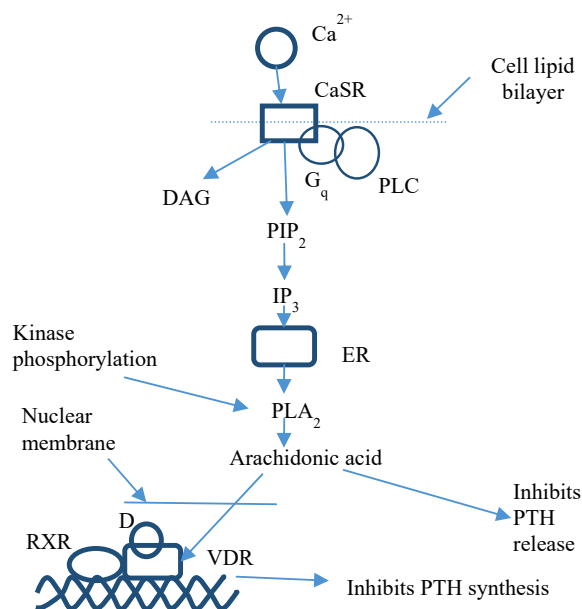 Ca²⁺
CaSR
Cell lipid
bilayer
Gq
PLC
DAG
PIP₂
IP₃
Kinase
phosphorylation
ER
PLA₂
Nuclear
membrane
Arachidonic acid
Inhibits
PTH
release
D
RXR
VDR
Inhibits PTH synthesis